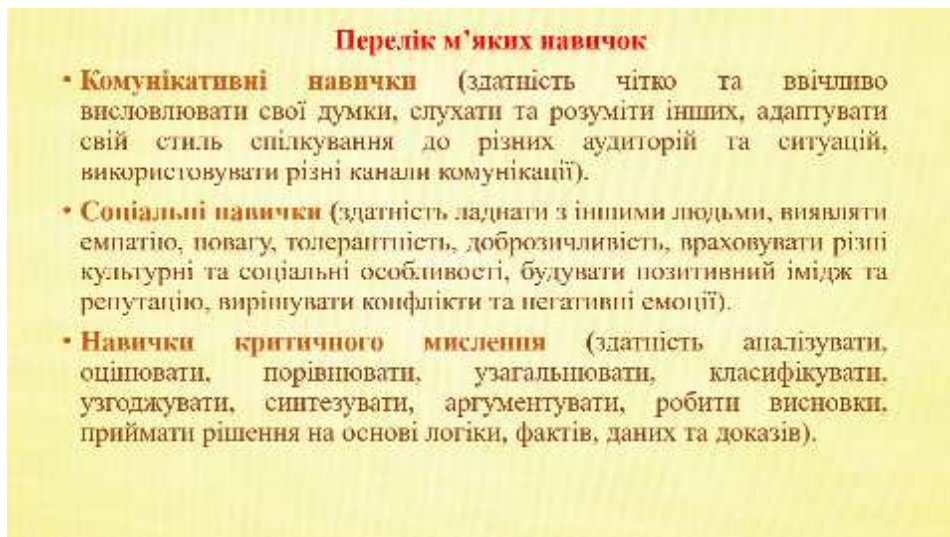 Перелік м’яких навичок
• Комунікативні навички (здатність чітко та ввічливо
висловлювати свої думки, слухати та розуміти інших, адаптувати
свій стиль спілкування до різних аудиторій та ситуацій,
використовувати різні канали комунікації).
• Соціальні навички (здатність ладнати з іншими людьми, виявляти
емпатію, повагу, толерантність, доброзичливість, враховувати різні
культурні та соціальні особливості, будувати позитивний імідж та
репутацію, вирішувати конфлікти та негативні емоції).
• Навички критичного мислення (здатність аналізувати,
оцінювати, порівнювати, узагальнювати, класифікувати,
узгоджувати, синтезувати, аргументувати, робити висновки,
приймати рішення на основі логіки, фактів, даних та доказів).